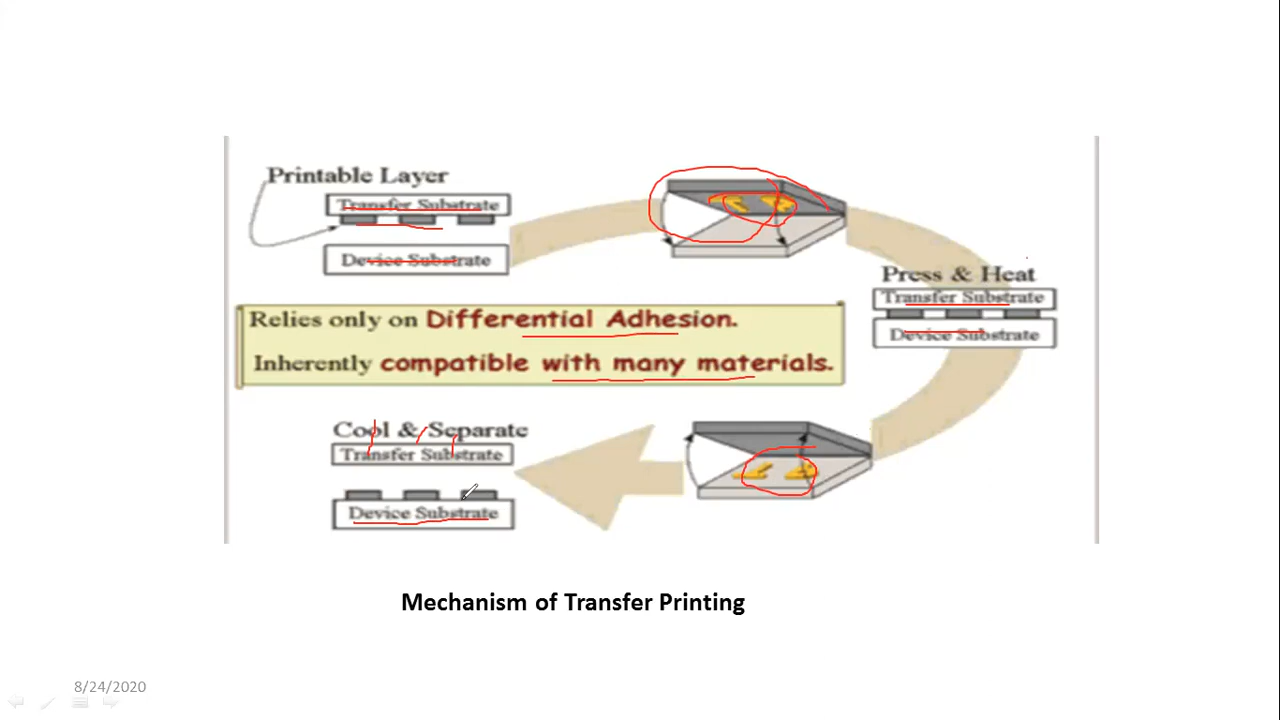 Printable Layer
Transfer Substrate
Device Substrate
Press & Heat
Transfer Substrate
Device Substrate
Relies only on Differential Adhesion.
Inherently compatible with many materials.
Cool & Separate
Transfer Substrate
Device Substrate
Mechanism of Transfer Printing
8/24/2020